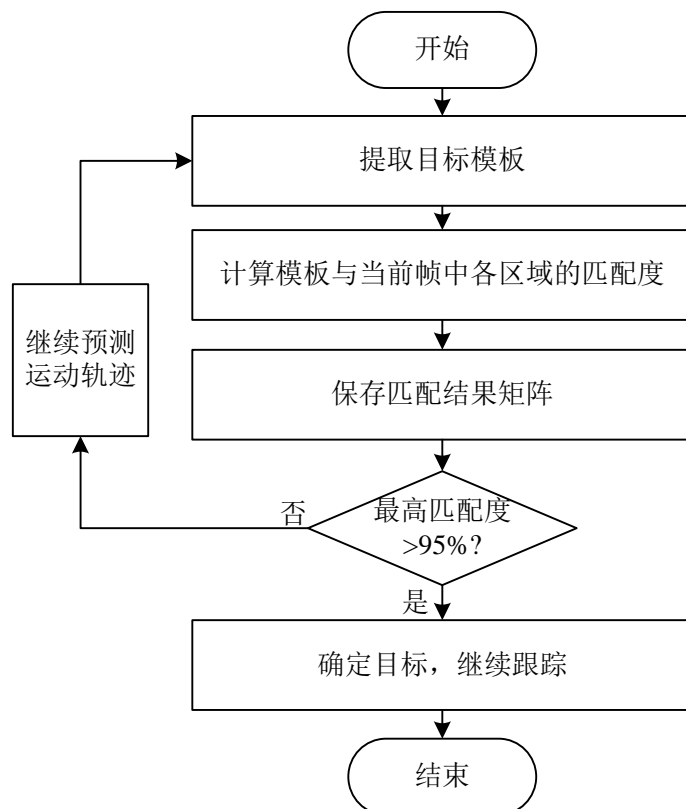 开始
提取目标模板
计算模板与当前帧中各区域的匹配度
继续预测
运动轨迹
保存匹配结果矩阵
否
最高匹配度
>95%?
是
确定目标，继续跟踪
结束